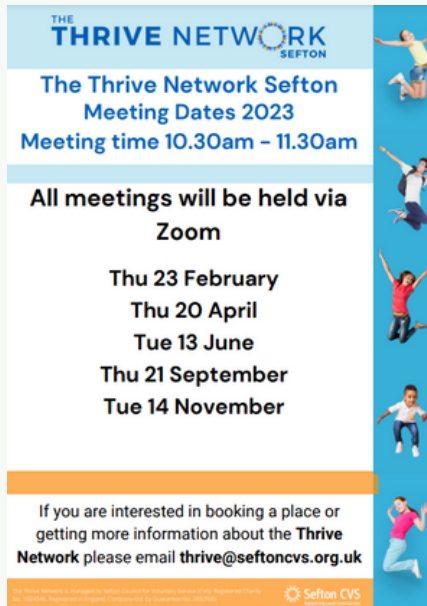 THE
THRIVE NETWORK
SEFTON
The Thrive Network Sefton
Meeting Dates 2023
Meeting time 10.30am - 11.30am
All meetings will be held via
Zoom
Thu 23 February
Thu 20 April
Tue 13 June
Thu 21 September
Tue 14 November
If you are interested in booking a place or
getting more information about the Thrive
Network please email thrive@seftoncvs.org.uk
The Thrive Network is managed by Sefton Council for Voluntary Service (CVS). Registered Charity
Sefton CVS